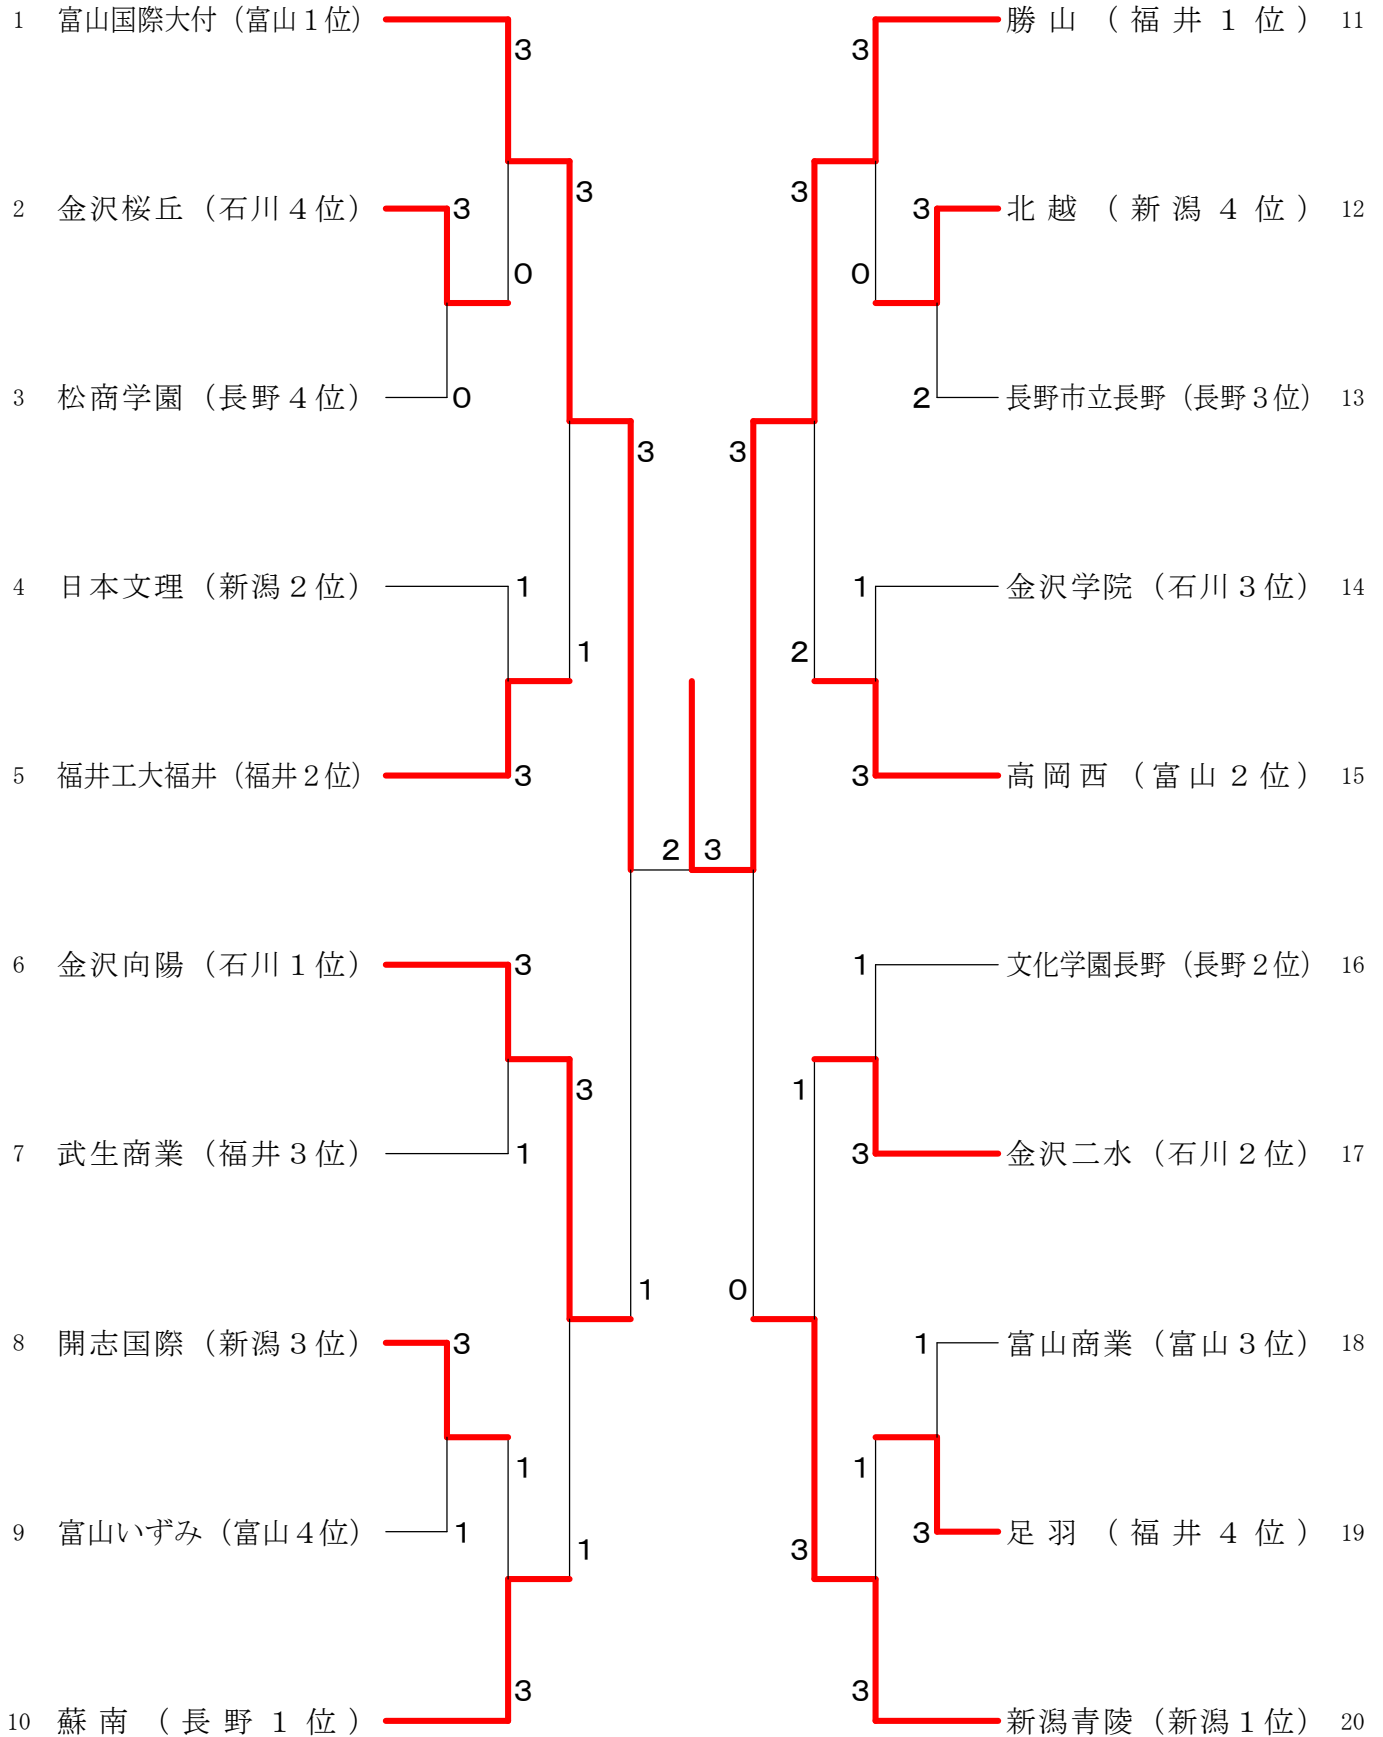 1 富山国際大付（富山１位）
3
3
2 金沢桜丘（石川４位）
3
0
3 松商学園（長野４位）
0
3
4 日本文理（新潟２位）
1
1
5 福井工大福井（福井２位）
3
2
6 金沢向陽（石川１位）
3
3
7 武生商業（福井３位）
1
1
8 開志国際（新潟３位）
3
1
9 富山いずみ（富山４位）
1
1
3
10 蘇南（長野１位）
勝山（福井１位） 11
3
3
北越（新潟４位） 12
3
0
長野市立長野（長野３位） 13
2
3
金沢学院（石川３位） 14
1
2
高岡西（富山２位） 15
3
3
文化学園長野（長野２位） 16
1
1
金沢二水（石川２位） 17
3
0
富山商業（富山３位） 18
1
1
足羽（福井４位） 19
3
3
3
新潟青陵（新潟１位） 20